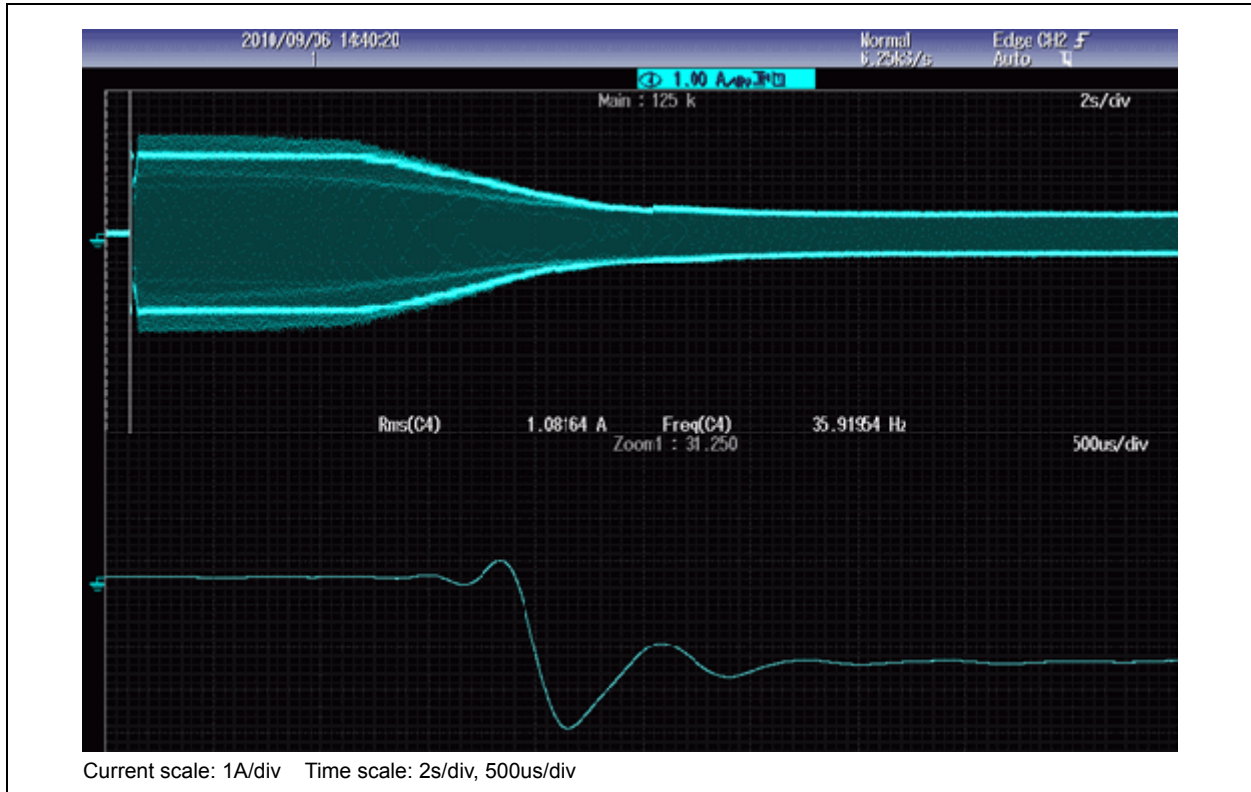 2010/09/06 14:40:20
Normal
6.25kS/s
Edge CH2
Auto
1.00 A
Main : 125 k
2s/div
Rms(C4) 1.08164 A Freq(C4) 35.91954 Hz
Zoom1 : 31.250
500us/div
Current scale: 1A/div Time scale: 2s/div, 500us/div